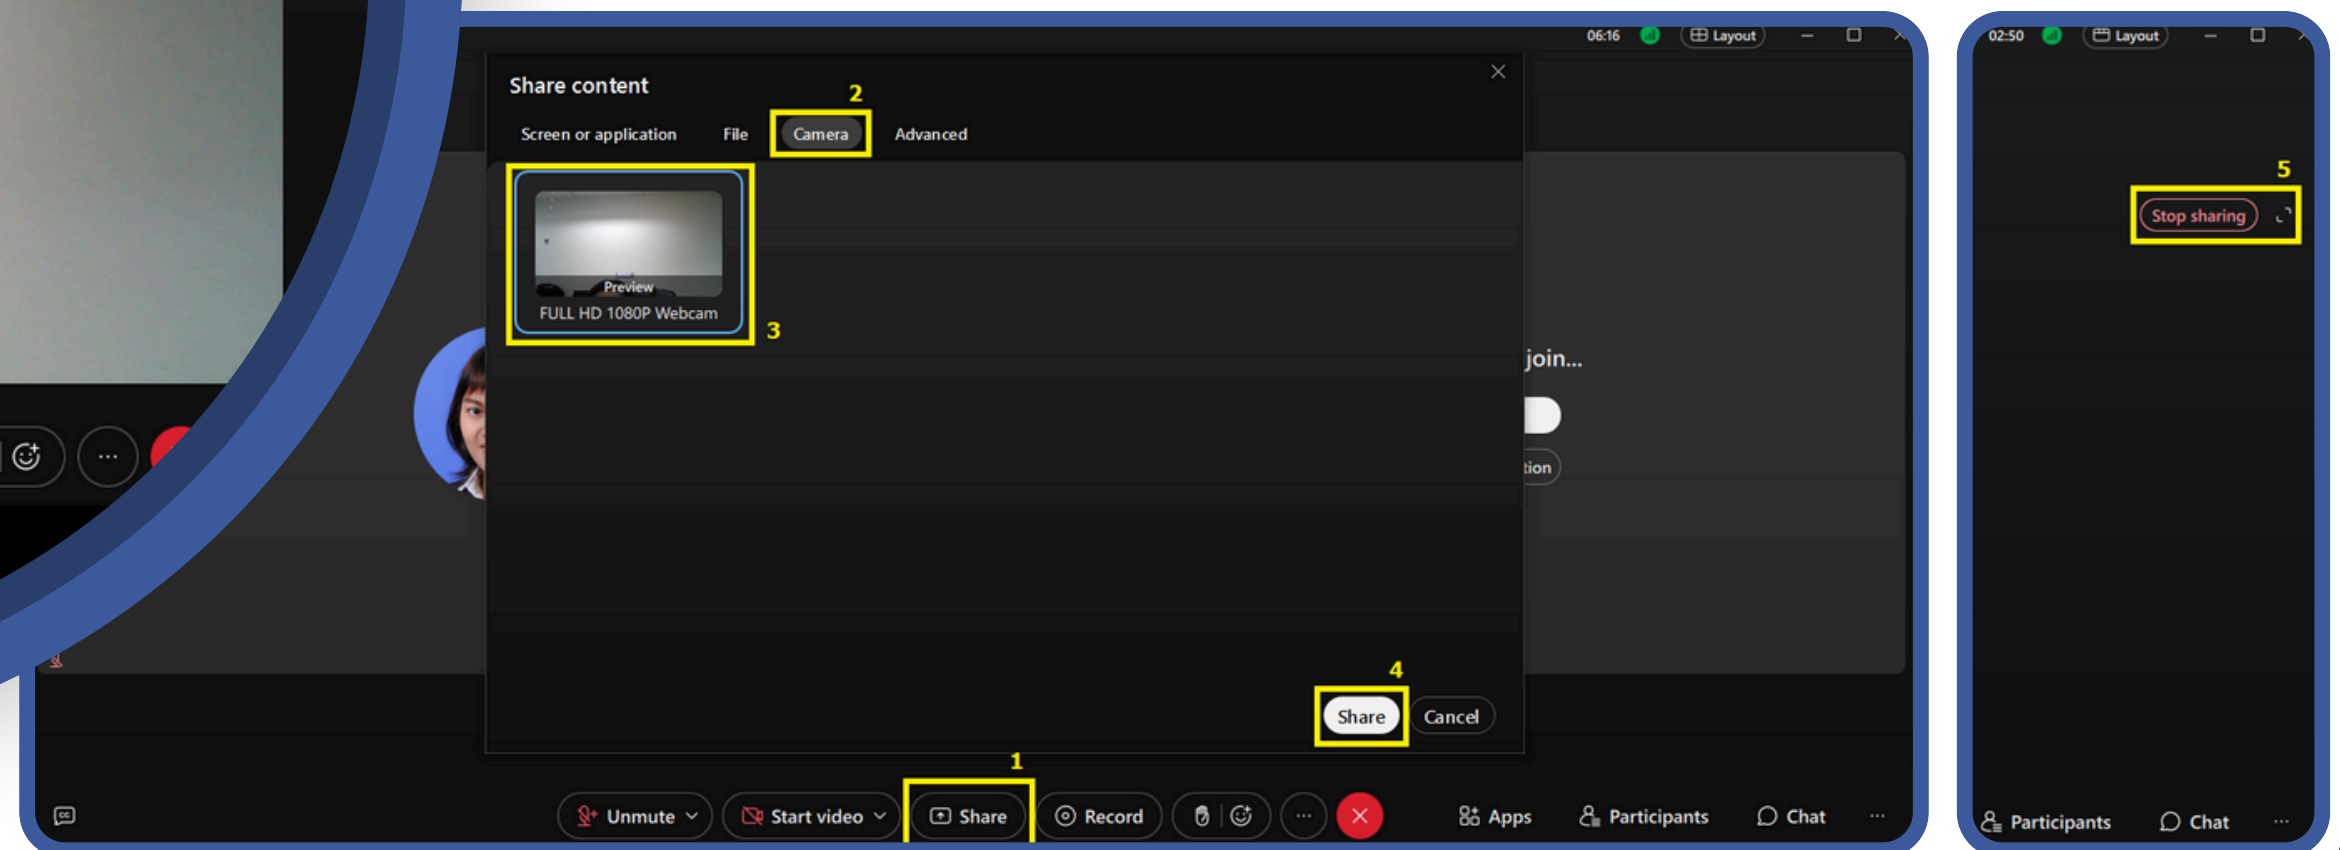 06:16 Layout
Share content
2
Screen or application File Camera Advanced
Preview
FULL HD 1080P Webcam
3
join...
tion
4
Share Cancel
1
Unmute Start video Share Record Apps Participants Chat
02:50 Layout
5
Stop sharing
Participants Chat